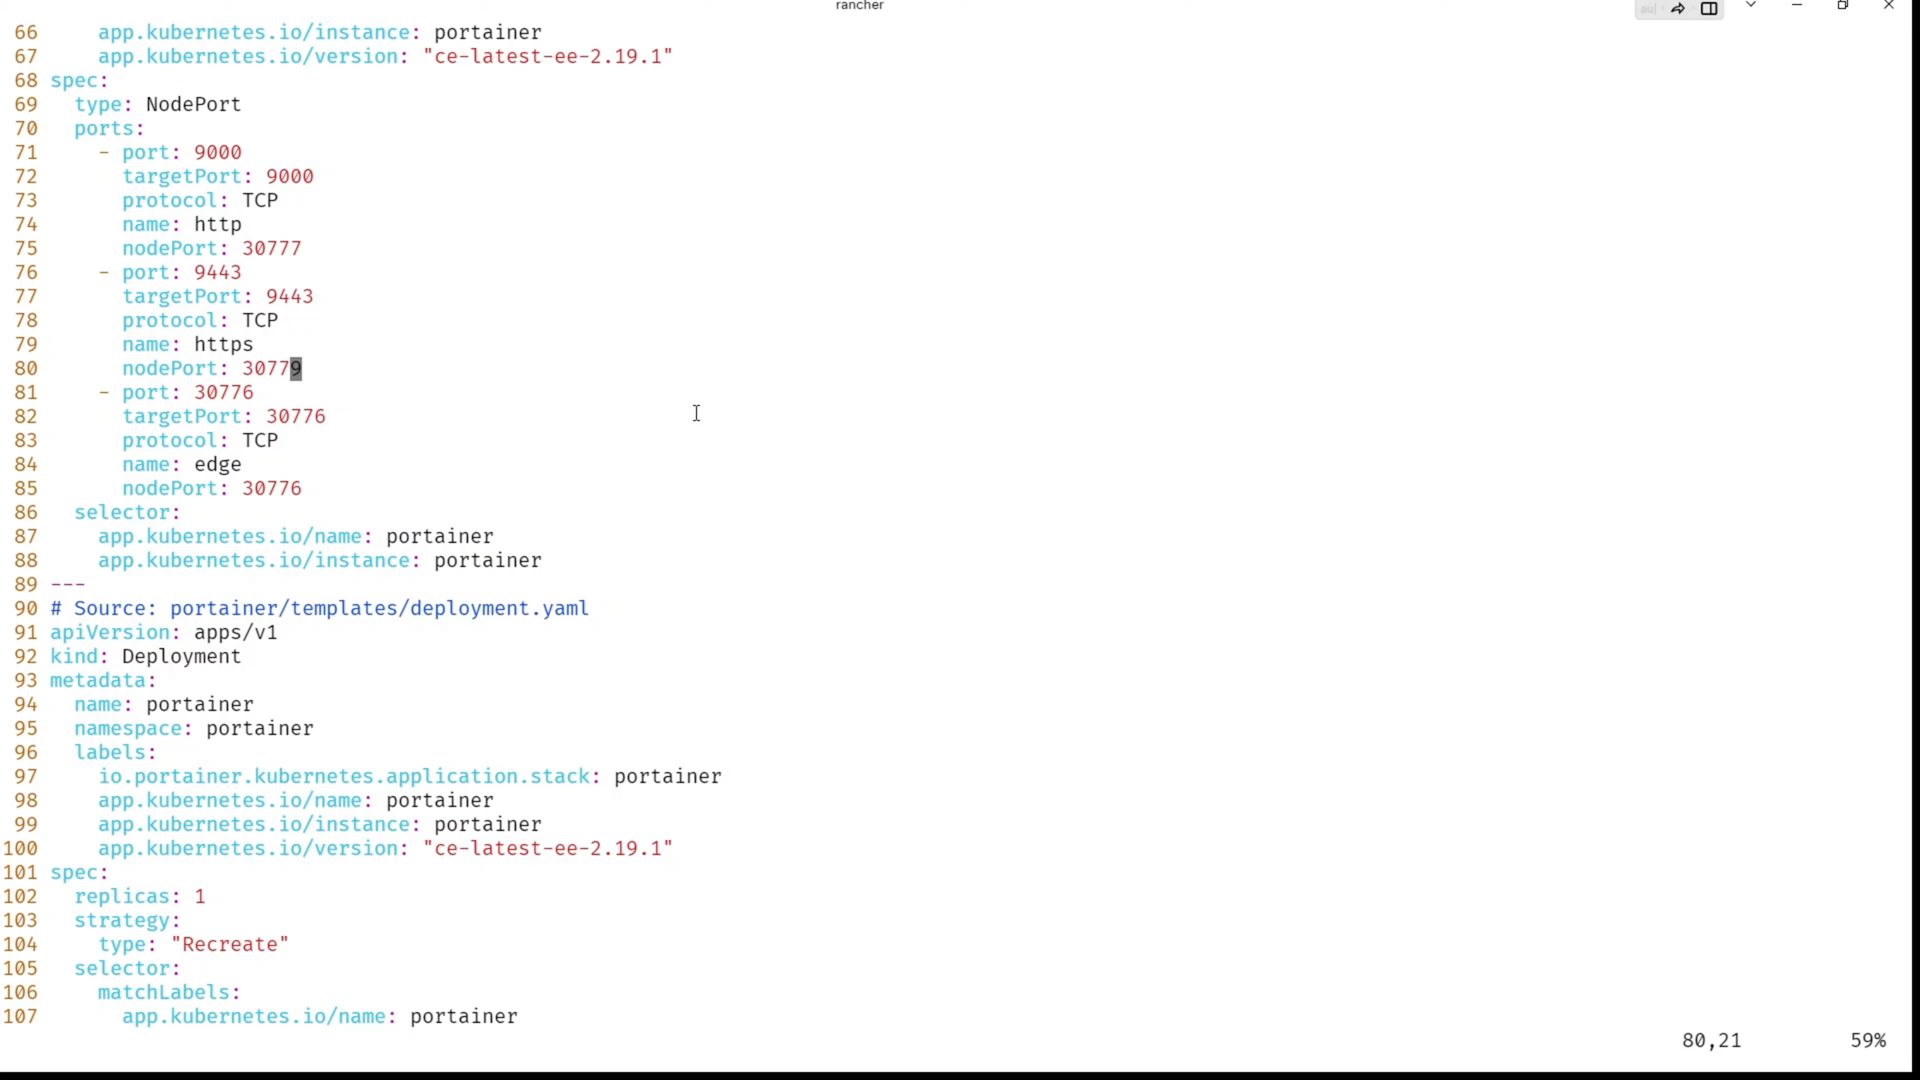 rancher
66 app.kubernetes.io/instance: portainer
67 app.kubernetes.io/version: "ce-latest-ee-2.19.1"
68 spec:
69 type: NodePort
70 ports:
71 - port: 9000
72 targetPort: 9000
73 protocol: TCP
74 name: http
75 nodePort: 30777
76 - port: 9443
77 targetPort: 9443
78 protocol: TCP
79 name: https
80 nodePort: 30779
81 - port: 30776
82 targetPort: 30776
83 protocol: TCP
84 name: edge
85 nodePort: 30776
86 selector:
87 app.kubernetes.io/name: portainer
88 app.kubernetes.io/instance: portainer
89 ---
90 # Source: portainer/templates/deployment.yaml
91 apiVersion: apps/v1
92 kind: Deployment
93 metadata:
94 name: portainer
95 namespace: portainer
96 labels:
97 io.portainer.kubernetes.application.stack: portainer
98 app.kubernetes.io/name: portainer
99 app.kubernetes.io/instance: portainer
100 app.kubernetes.io/version: "ce-latest-ee-2.19.1"
101 spec:
102 replicas: 1
103 strategy:
104 type: "Recreate"
105 selector:
106 matchLabels:
107 app.kubernetes.io/name: portainer
80,21 59%